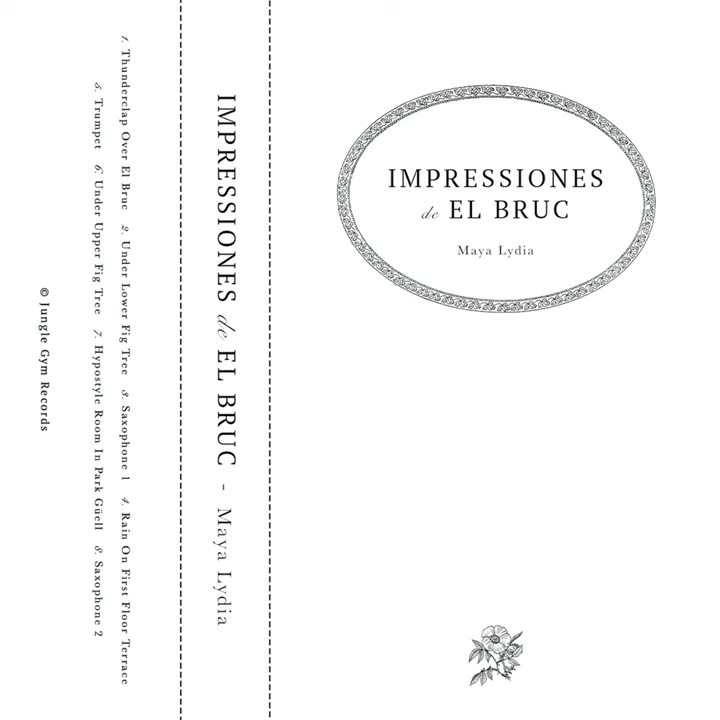 1. Thunderclap Over El Bruc 2. Under Lower Fig Tree 3. Saxophone 1 4. Rain On First Floor Terrace
5. Trumpet 6. Under Upper Fig Tree 7. Hypostyle Room In Park Güell 8. Saxophone 2
© Jungle Gym Records
IMPRESSIONES de EL BRUC - Maya Lydia
IMPRESSIONES
de EL BRUC
Maya Lydia